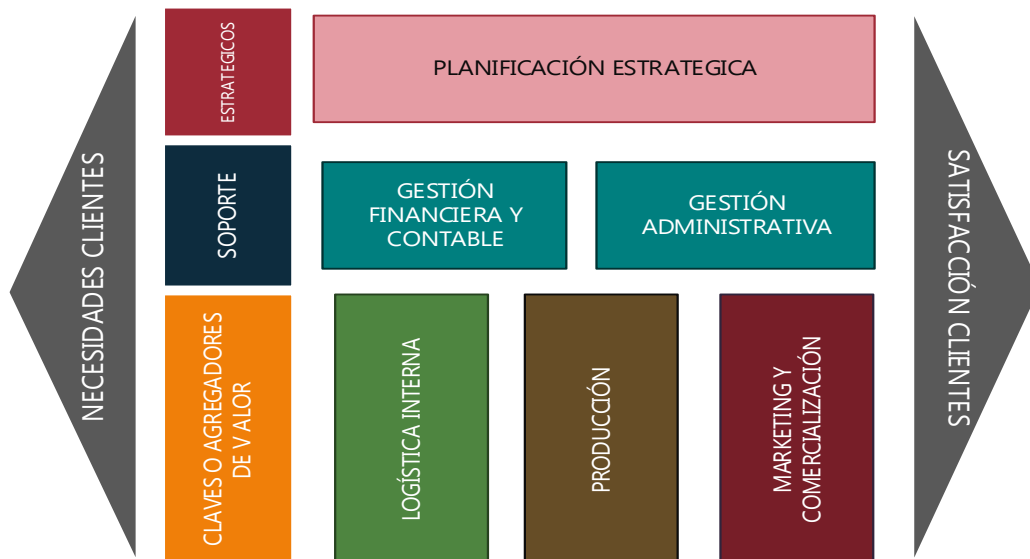 NECESIDADES CLIENTES
ESTRATEGICOS
PLANIFICACIÓN ESTRATEGICA
SOPORTE
GESTIÓN
FINANCIERA Y
CONTABLE
GESTIÓN
ADMINISTRATIVA
CLAVES O AGREGADORES
DE V ALOR
LOGÍSTICA INTERNA
PRODUCCIÓN
MARKETING Y
COMERCIALIZACIÓN
SATISFACCIÓN CLIENTES